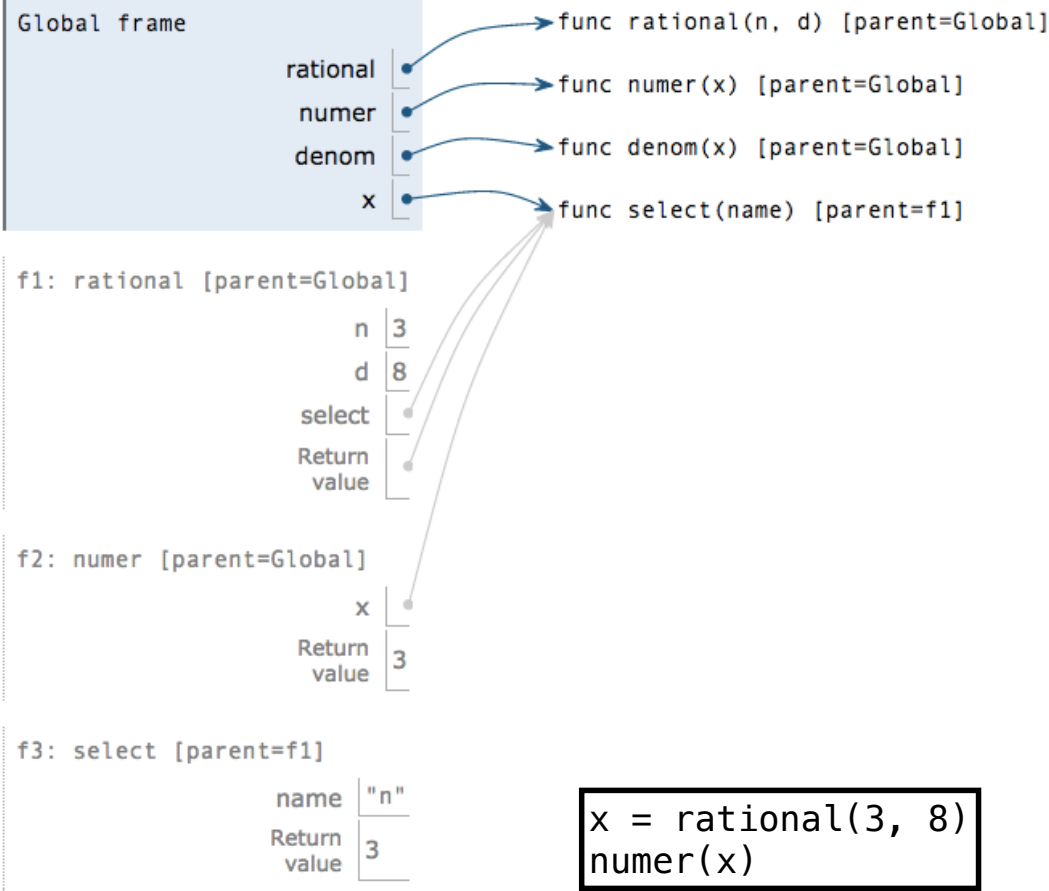 Global frame
func rational(n, d) [parent=Global]
rational
numer
func numer(x) [parent=Global]
denom
func denom(x) [parent=Global]
x
func select(name) [parent=f1]
f1: rational [parent=Global]
n 3
d 8
select
Return
value
f2: numer [parent=Global]
x
Return
value 3
f3: select [parent=f1]
name "n"
Return
value 3
x = rational(3, 8)
numer(x)